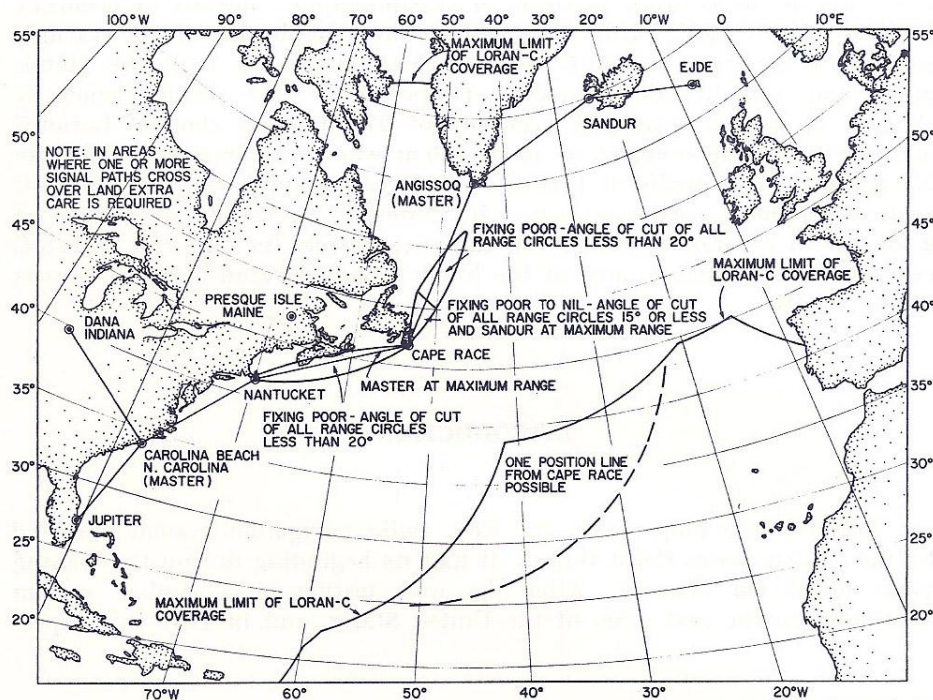 100°W 90° 80° 70° 60° 50° 40° 30° 20° 10°W 0° 10°E
55° 55°
MAXIMUM LIMIT
OF LORAN-C
COVERAGE
EJDE
SANDUR
50° 50°
NOTE: IN AREAS
WHERE ONE OR MORE
SIGNAL PATHS CROSS
OVER LAND EXTRA
CARE IS REQUIRED
ANGISSOQ
(MASTER)
45° 45°
FIXING POOR-ANGLE OF CUT OF ALL
RANGE CIRCLES LESS THAN 20°
MAXIMUM LIMIT OF
LORAN-C COVERAGE
40° 40°
PRESQUE ISLE
MAINE
FIXING POOR TO NIL-ANGLE OF CUT
OF ALL RANGE CIRCLES 15° OR LESS
AND SANDUR AT MAXIMUM RANGE
DANA
INDIANA
CAPE RACE
35° 35°
NANTUCKET
MASTER AT MAXIMUM RANGE
FIXING POOR-ANGLE OF CUT
OF ALL RANGE CIRCLES
LESS THAN 20°
CAROLINA BEACH
N. CAROLINA
(MASTER)
30° 30°
ONE POSITION LINE
FROM CAPE RACE
POSSIBLE
JUPITER
25° 25°
MAXIMUM LIMIT OF LORAN-C
COVERAGE
20° 20°
70°W 60° 50° 40° 30° 20°W